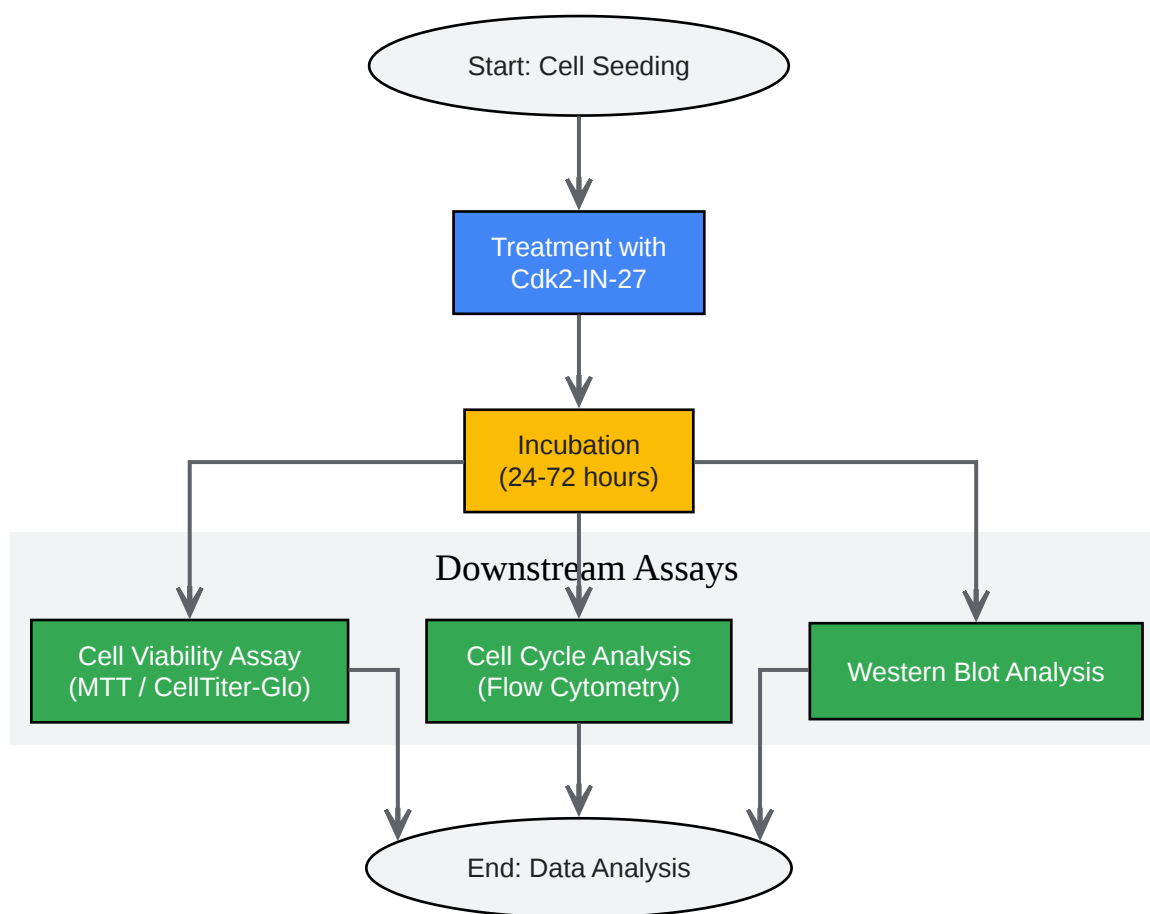 Start: Cell Seeding
Treatment with
Cdk2-IN-27
Incubation
(24-72 hours)
Downstream Assays
Cell Viability Assay
(MTT / CellTiter-Glo)
Cell Cycle Analysis
(Flow Cytometry)
Western Blot Analysis
End: Data Analysis